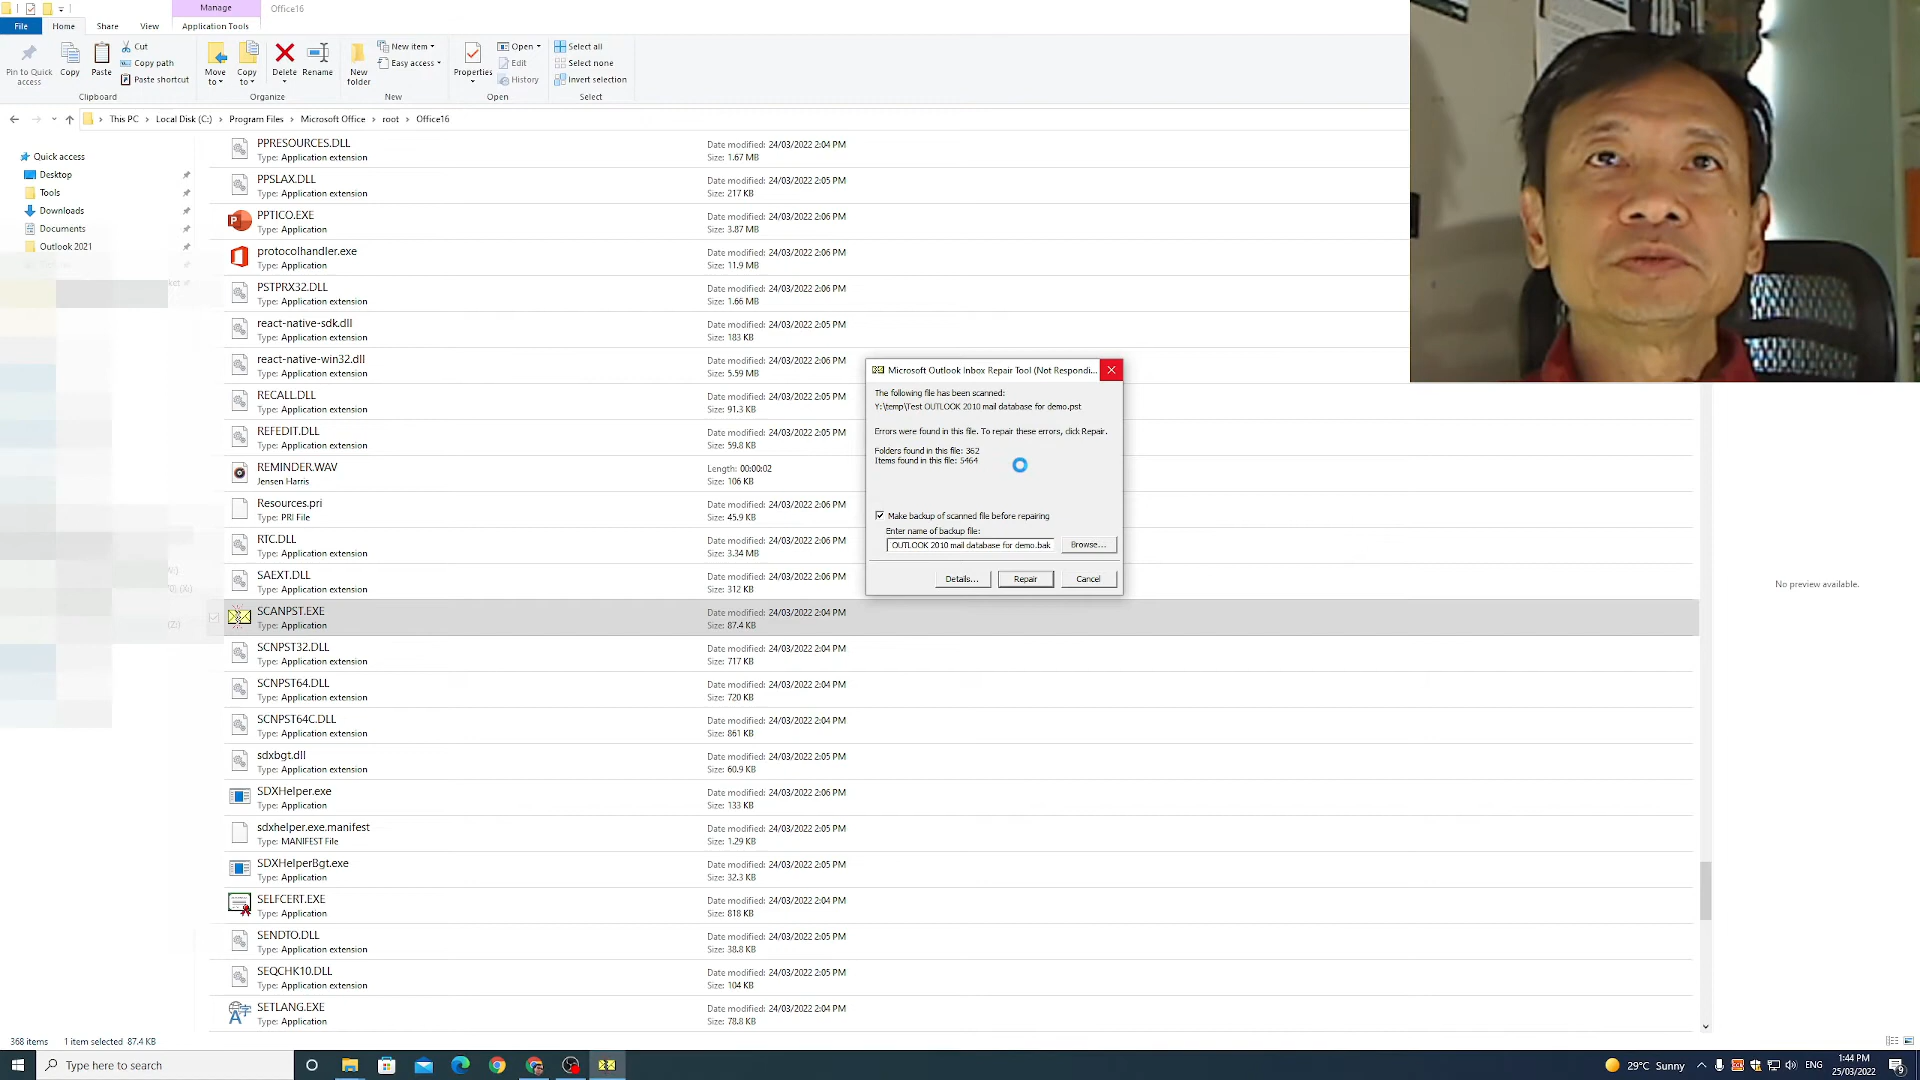 Manage
Office16
File
Home
Share
View
Application Tools
Pin to Quick access
Copy
Paste
Cut
Copy path
Paste shortcut
Clipboard
Move to
Copy to
Delete
Rename
Organize
New folder
New item
Easy access
New
Properties
Open
Edit
History
Open
Select all
Select none
Invert selection
Select
This PC > Local Disk (C:) > Program Files > Microsoft Office > root > Office16
Quick access
Desktop
Tools
Downloads
Documents
Outlook 2021
PPRESOURCES.DLL
Type: Application extension
Date modified: 24/03/2022 2:04 PM
Size: 1.67 MB
PPSLAX.DLL
Type: Application extension
Date modified: 24/03/2022 2:05 PM
Size: 217 KB
PPTICO.EXE
Type: Application
Date modified: 24/03/2022 2:06 PM
Size: 3.87 MB
protocolhandler.exe
Type: Application
Date modified: 24/03/2022 2:06 PM
Size: 11.9 MB
PSTPRX32.DLL
Type: Application extension
Date modified: 24/03/2022 2:06 PM
Size: 1.66 MB
react-native-sdk.dll
Type: Application extension
Date modified: 24/03/2022 2:05 PM
Size: 183 KB
react-native-win32.dll
Type: Application extension
Date modified: 24/03/2022 2:06 PM
Size: 5.59 MB
RECALL.DLL
Type: Application extension
Date modified: 24/03/2022 2:06 PM
Size: 91.3 KB
REFEDIT.DLL
Type: Application extension
Date modified: 24/03/2022 2:05 PM
Size: 59.8 KB
REMINDER.WAV
Jensen Harris
Length: 00:00:02
Size: 106 KB
Resources.pri
Type: PRI File
Date modified: 24/03/2022 2:06 PM
Size: 45.9 KB
RTC.DLL
Type: Application extension
Date modified: 24/03/2022 2:06 PM
Size: 3.34 MB
SAEXT.DLL
Type: Application extension
Date modified: 24/03/2022 2:06 PM
Size: 312 KB
SCANPST.EXE
Type: Application
Date modified: 24/03/2022 2:04 PM
Size: 87.4 KB
SCNPST32.DLL
Type: Application extension
Date modified: 24/03/2022 2:04 PM
Size: 717 KB
SCNPST64.DLL
Type: Application extension
Date modified: 24/03/2022 2:04 PM
Size: 720 KB
SCNPST64C.DLL
Type: Application extension
Date modified: 24/03/2022 2:04 PM
Size: 861 KB
sdxbgt.dll
Type: Application extension
Date modified: 24/03/2022 2:05 PM
Size: 60.9 KB
SDXHelper.exe
Type: Application
Date modified: 24/03/2022 2:06 PM
Size: 133 KB
sdxhelper.exe.manifest
Type: MANIFEST File
Date modified: 24/03/2022 2:05 PM
Size: 1.29 KB
SDXHelperBgt.exe
Type: Application
Date modified: 24/03/2022 2:05 PM
Size: 32.3 KB
SELFCERT.EXE
Type: Application
Date modified: 24/03/2022 2:04 PM
Size: 818 KB
SENDTO.DLL
Type: Application extension
Date modified: 24/03/2022 2:05 PM
Size: 38.8 KB
SEQCHK10.DLL
Type: Application extension
Date modified: 24/03/2022 2:05 PM
Size: 104 KB
SETLANG.EXE
Type: Application
Date modified: 24/03/2022 2:04 PM
Size: 78.8 KB
Microsoft Outlook Inbox Repair Tool (Not Respondi...
The following file has been scanned:
Y:\temp\Test OUTLOOK 2010 mail database for demo.pst
Errors were found in this file. To repair these errors, click Repair.
Folders found in this file: 362
Items found in this file: 5464
Make backup of scanned file before repairing
Enter name of backup file:
OUTLOOK 2010 mail database for demo.bak
Browse...
Details...
Repair
Cancel
No preview available.
368 items
1 item selected 87.4 KB
Type here to search
29°C Sunny
ENG
1:44 PM
25/03/2022
9